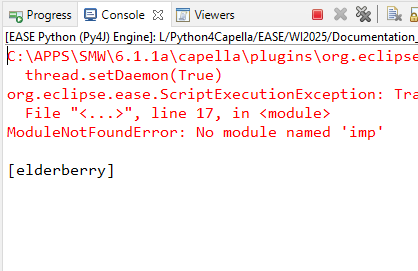 Progress Console Viewers
[EASE Python (Py4J) Engine]: L/Python4Capella/EASE/WI2025/Documentation_
C:\APPS\SMW\6.1.1a\capella\plugins\org.eclipse
thread.setDaemon(True)
org.eclipse.ease.ScriptExecutionException: Tra
File "<...>", line 17, in <module>
ModuleNotFoundError: No module named 'imp'
[elderberry]